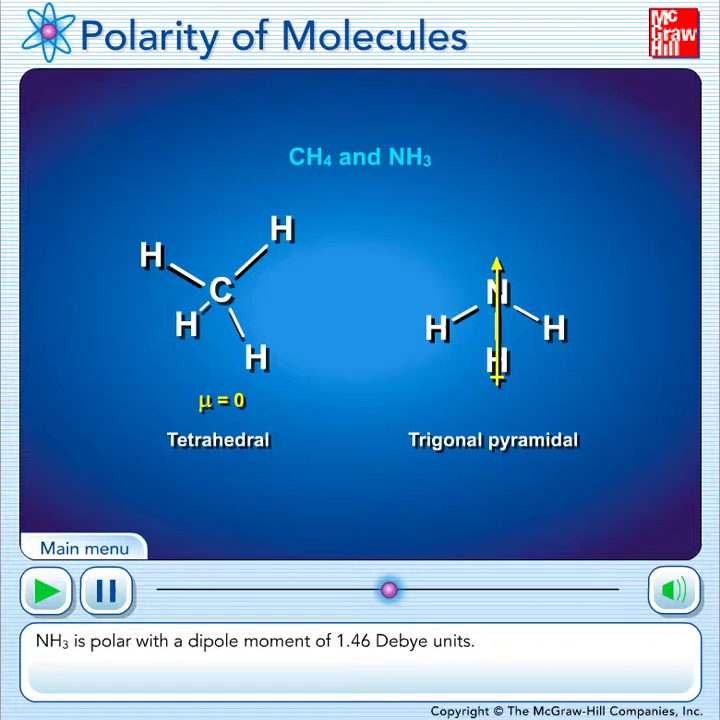 Polarity of Molecules
Mc
Graw
Hill
CH₄ and NH₃
H
H
C
H
H
N
H
H
H
μ = 0
Tetrahedral
Trigonal pyramidal
Main menu
NH₃ is polar with a dipole moment of 1.46 Debye units.
Copyright © The McGraw-Hill Companies, Inc.